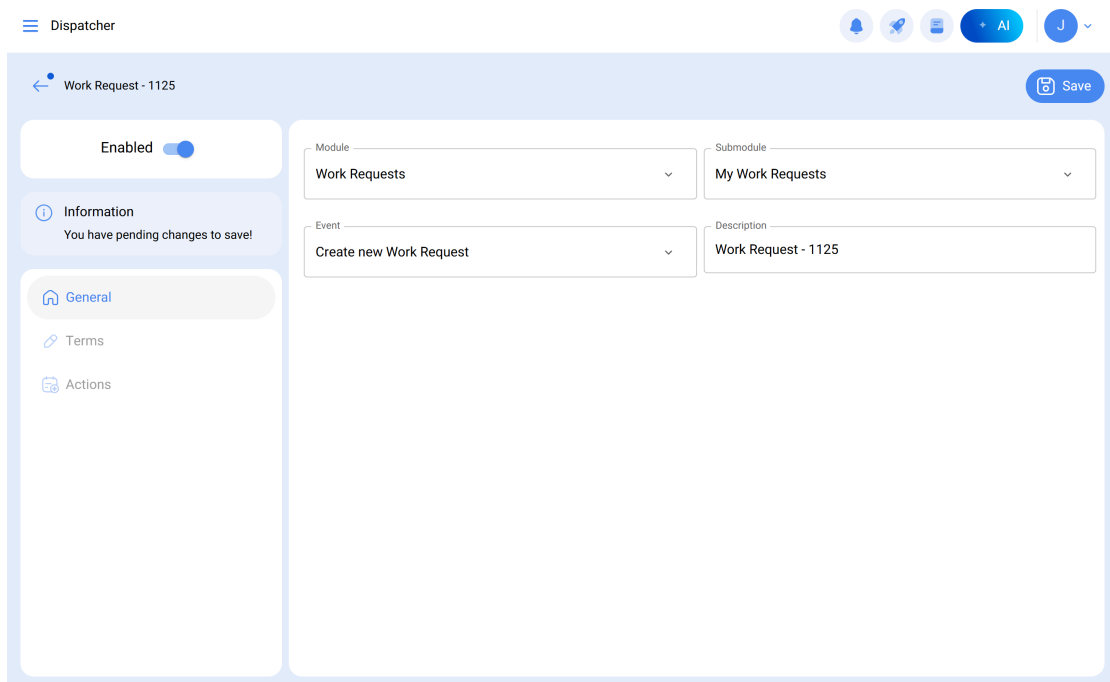 Dispatcher
AI
J
Work Request - 1125
Save
Enabled
Information
You have pending changes to save!
General
Terms
Actions
Module
Work Requests
Submodule
My Work Requests
Event
Create new Work Request
Description
Work Request - 1125